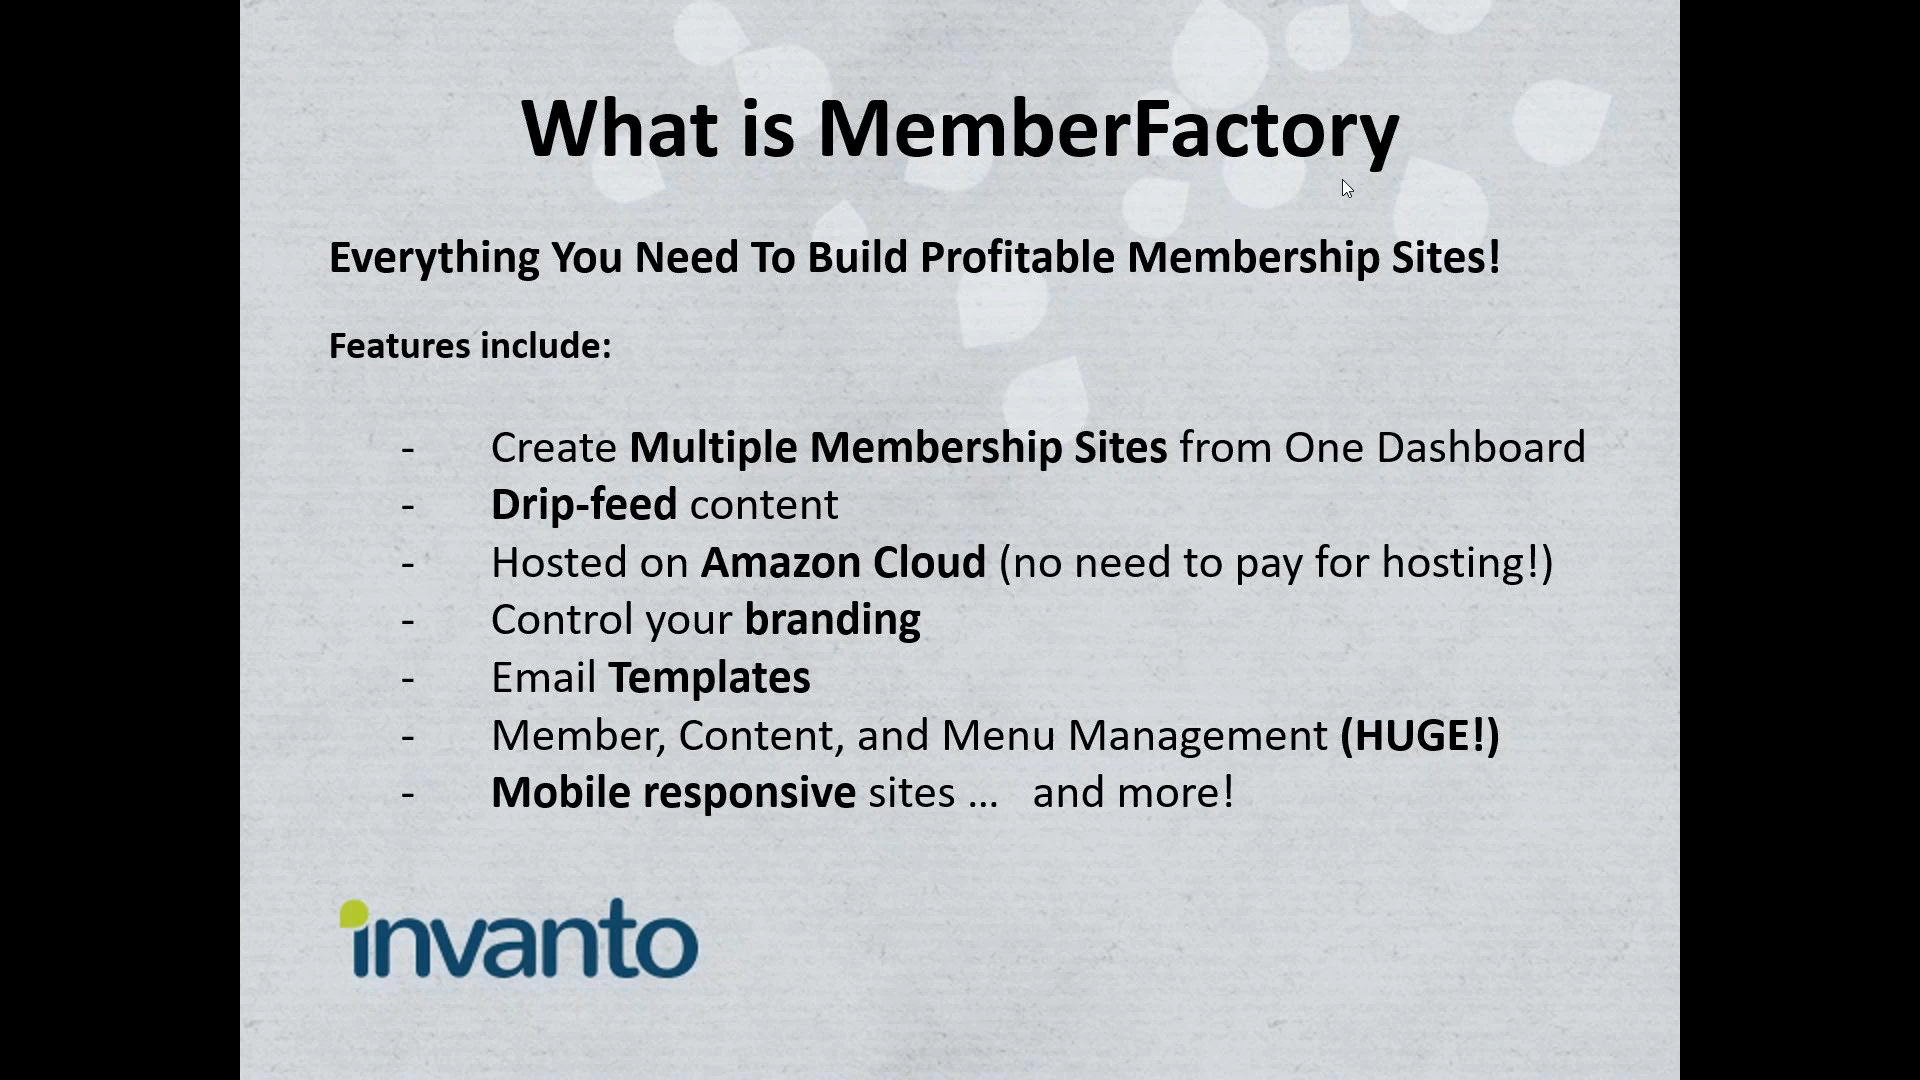 What is MemberFactory
Everything You Need To Build Profitable Membership Sites!
Features include:
- Create Multiple Membership Sites from One Dashboard
- Drip-feed content
- Hosted on Amazon Cloud (no need to pay for hosting!)
- Control your branding
- Email Templates
- Member, Content, and Menu Management (HUGE!)
- Mobile responsive sites ... and more!
invanto